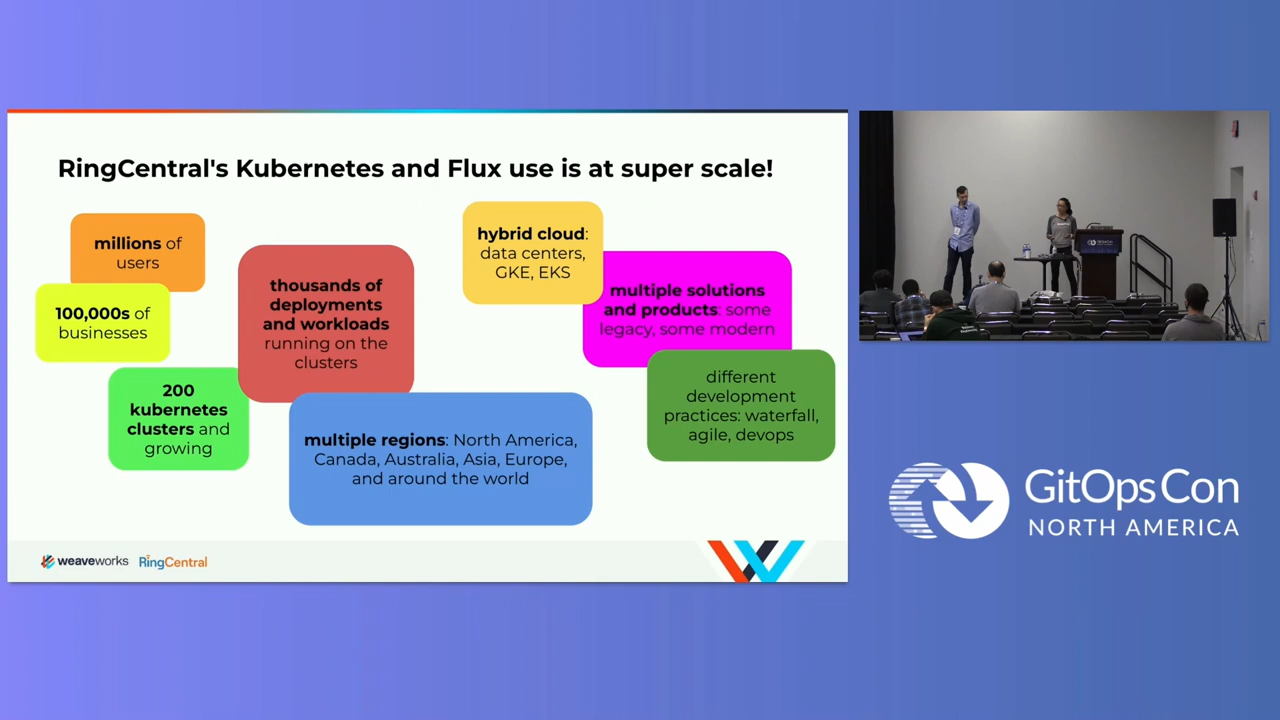 RingCentral's Kubernetes and Flux use is at super scale!
millions of
users
100,000s of
businesses
200
kubernetes
clusters and
growing
thousands of
deployments
and workloads
running on the
clusters
multiple regions: North America,
Canada, Australia, Asia, Europe,
and around the world
hybrid cloud:
data centers,
GKE, EKS
multiple solutions
and products: some
legacy, some modern
different
development
practices: waterfall,
agile, devops
weaveworks
RingCentral
GitOpsCon
NORTH AMERICA